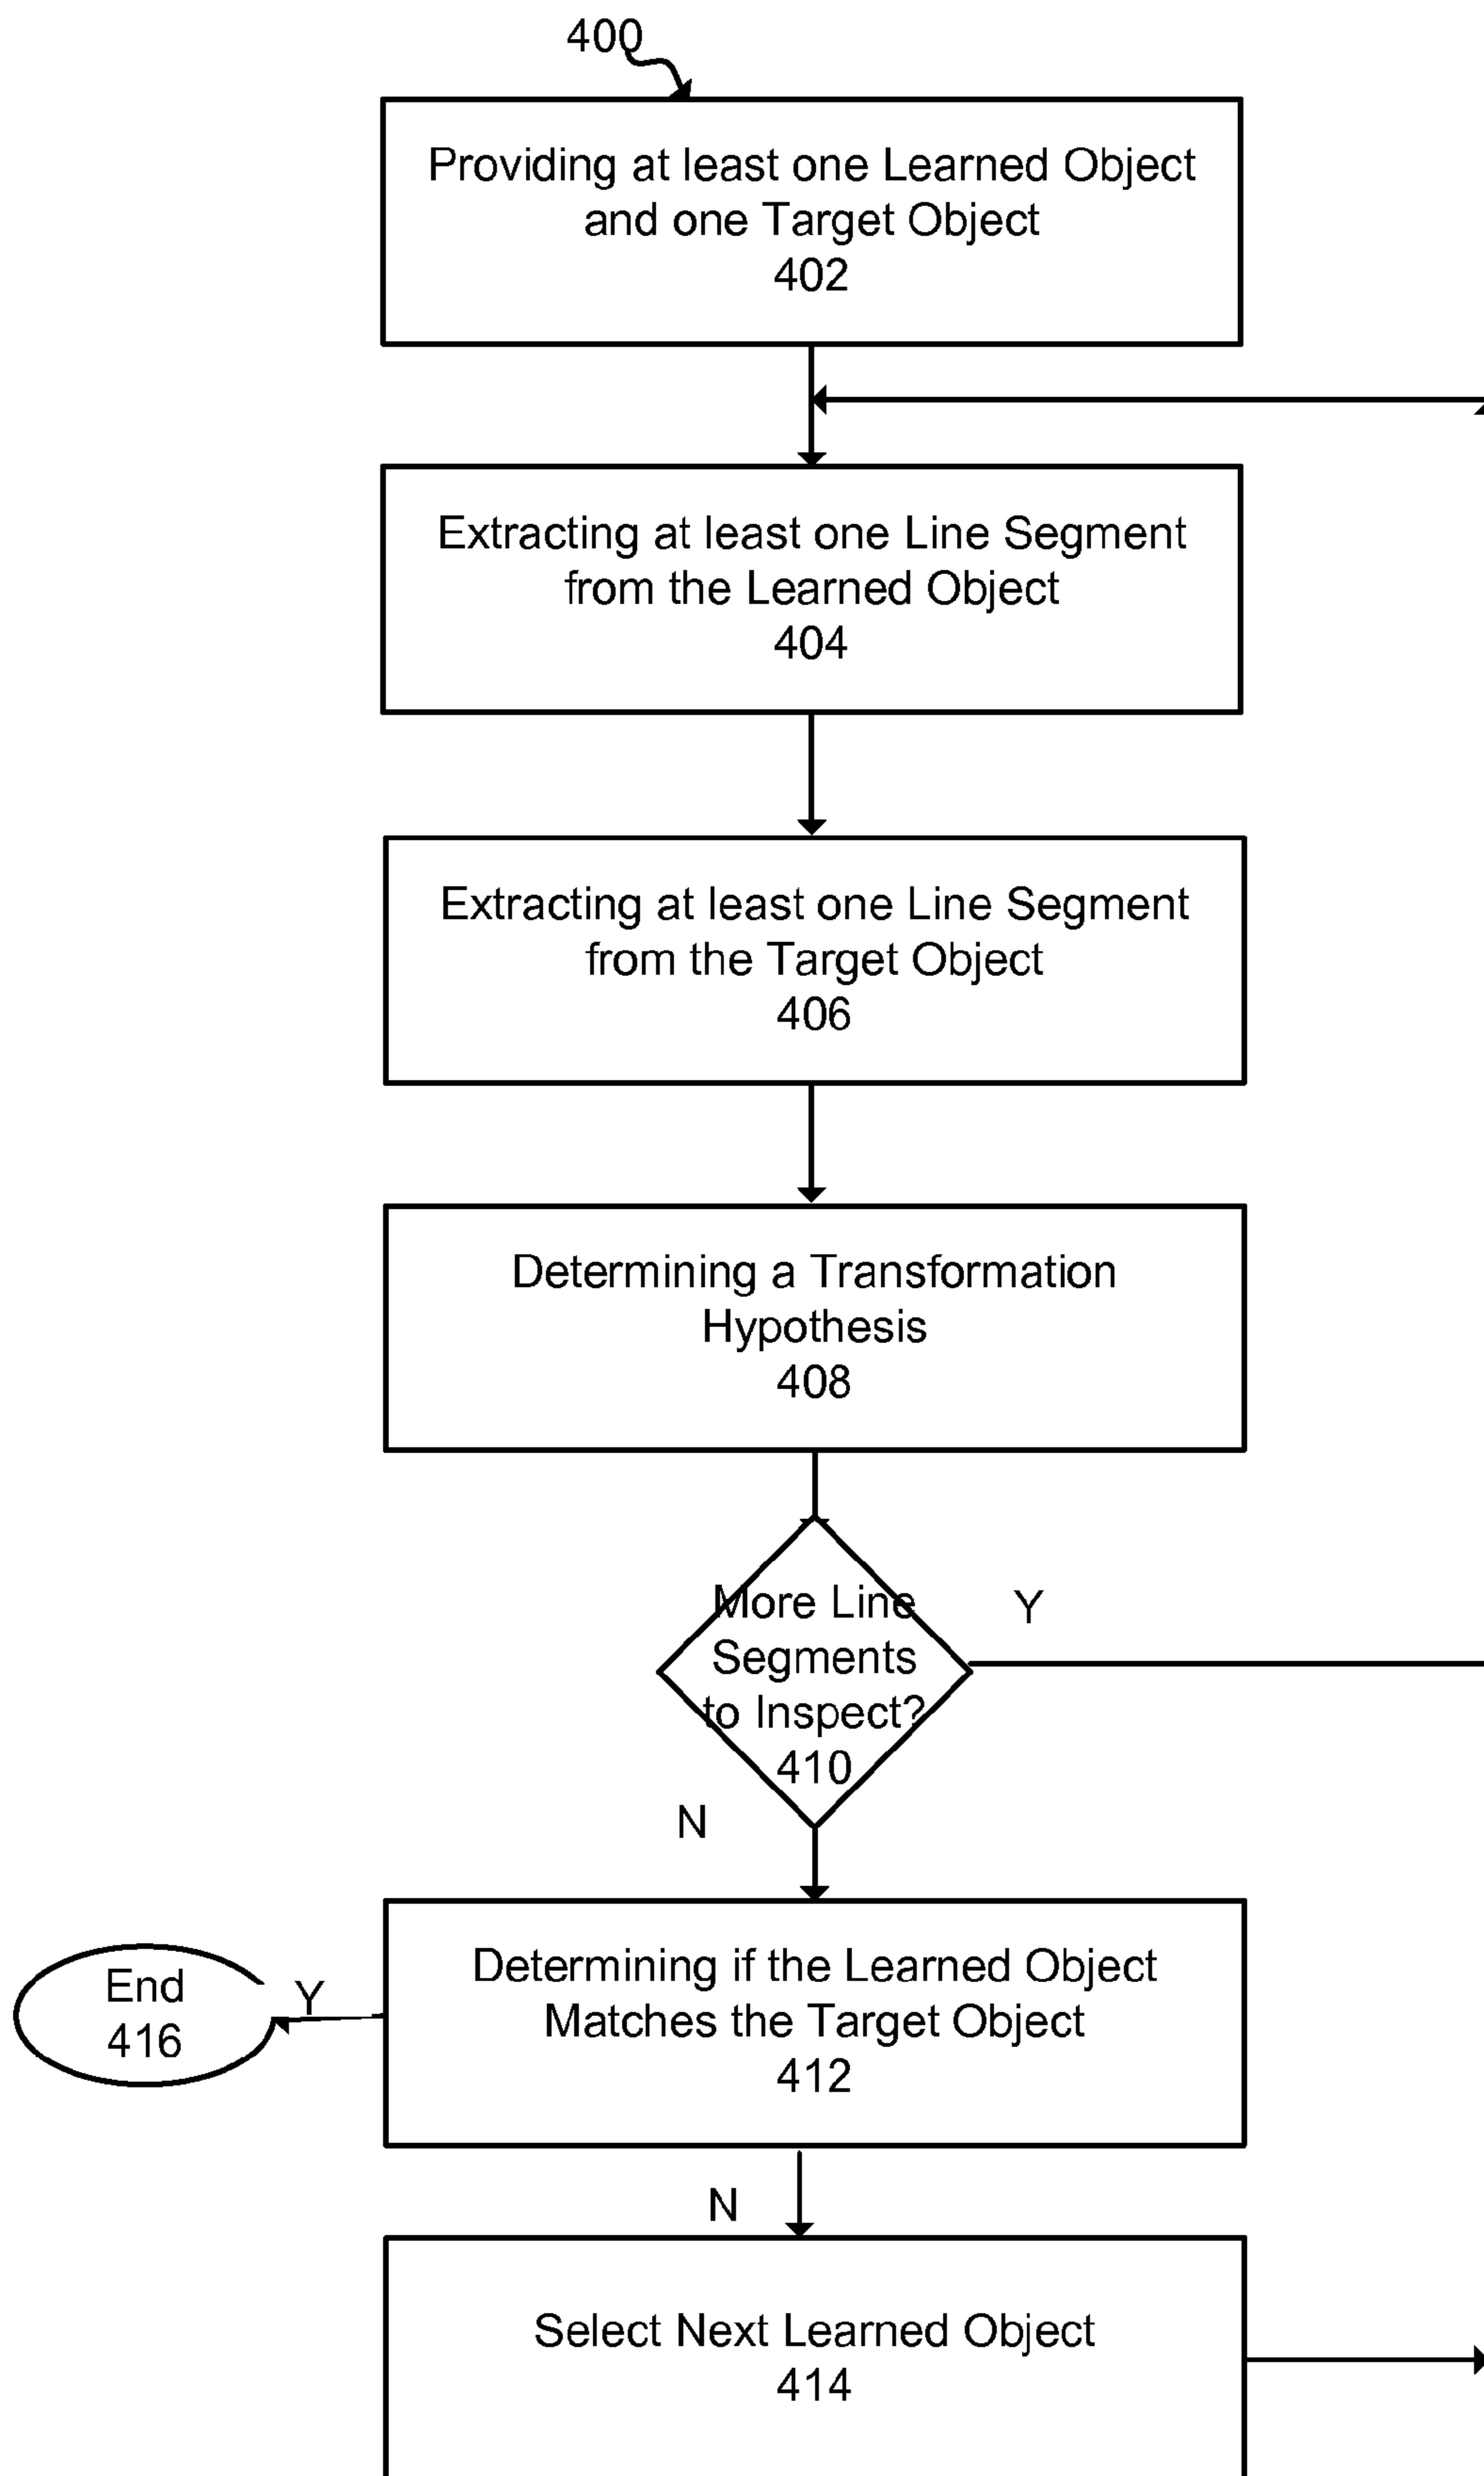 400
Providing at least one Learned Object
and one Target Object
402
Extracting at least one Line Segment
from the Learned Object
404
Extracting at least one Line Segment
from the Target Object
406
Determining a Transformation
Hypothesis
408
More Line
Segments
to Inspect?
410
Y
N
Determining if the Learned Object
Matches the Target Object
412
Y
End
416
N
Select Next Learned Object
414